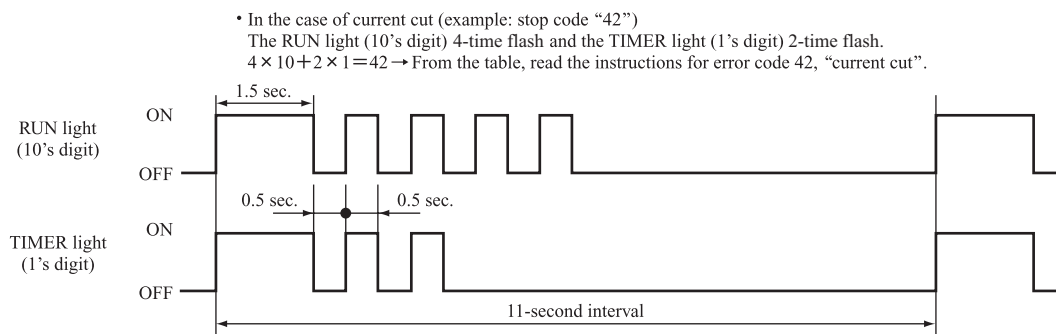 • In the case of current cut (example: stop code “42”)
The RUN light (10’s digit) 4-time flash and the TIMER light (1’s digit) 2-time flash.
4×10+2×1=42→From the table, read the instructions for error code 42, “current cut”.
1.5 sec.
ON
RUN light
(10’s digit)
OFF
0.5 sec.
0.5 sec.
ON
TIMER light
(1’s digit)
OFF
11-second interval